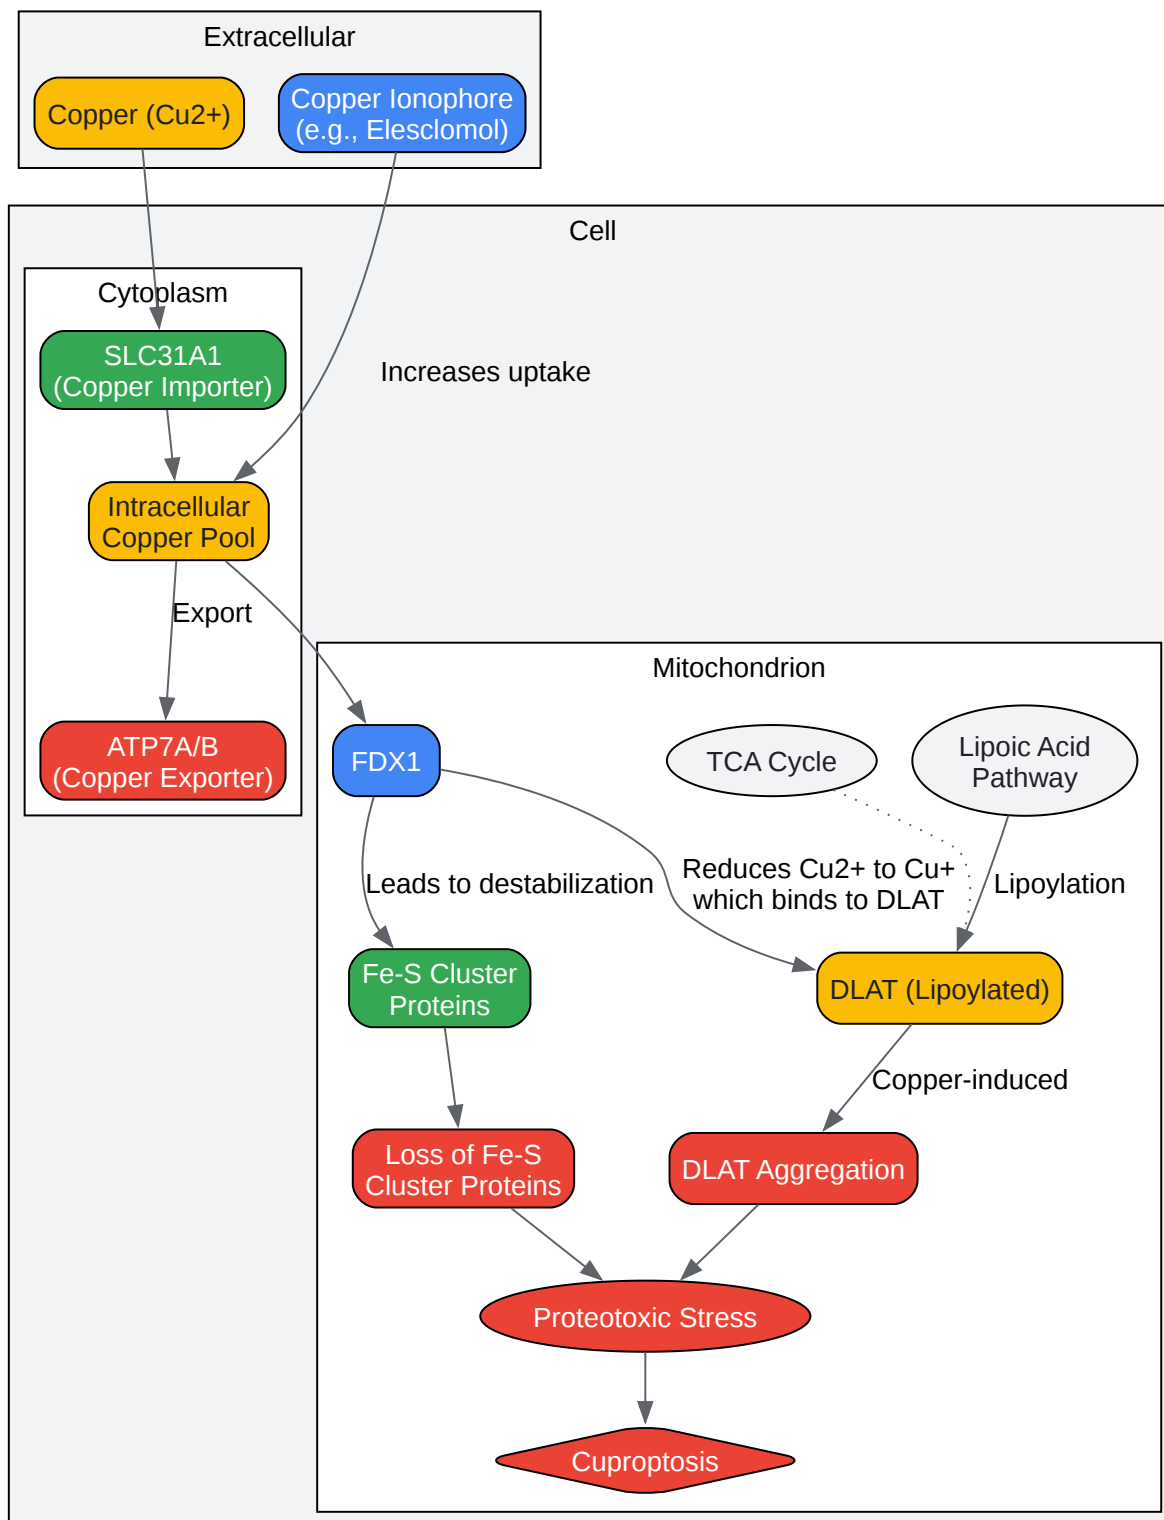 Extracellular
Copper (Cu2+)
Copper Ionophore
(e.g., Elesclomol)
Cell
Cytoplasm
SLC31A1
(Copper Importer)
Increases uptake
Intracellular
Copper Pool
Export
ATP7A/B
(Copper Exporter)
Mitochondrion
FDX1
TCA Cycle
Lipoic Acid
Pathway
Leads to destabilization
Reduces Cu2+ to Cu+
which binds to DLAT
Lipoylation
Fe-S Cluster
Proteins
DLAT (Lipoylated)
Copper-induced
Loss of Fe-S
Cluster Proteins
DLAT Aggregation
Proteotoxic Stress
Cuproptosis